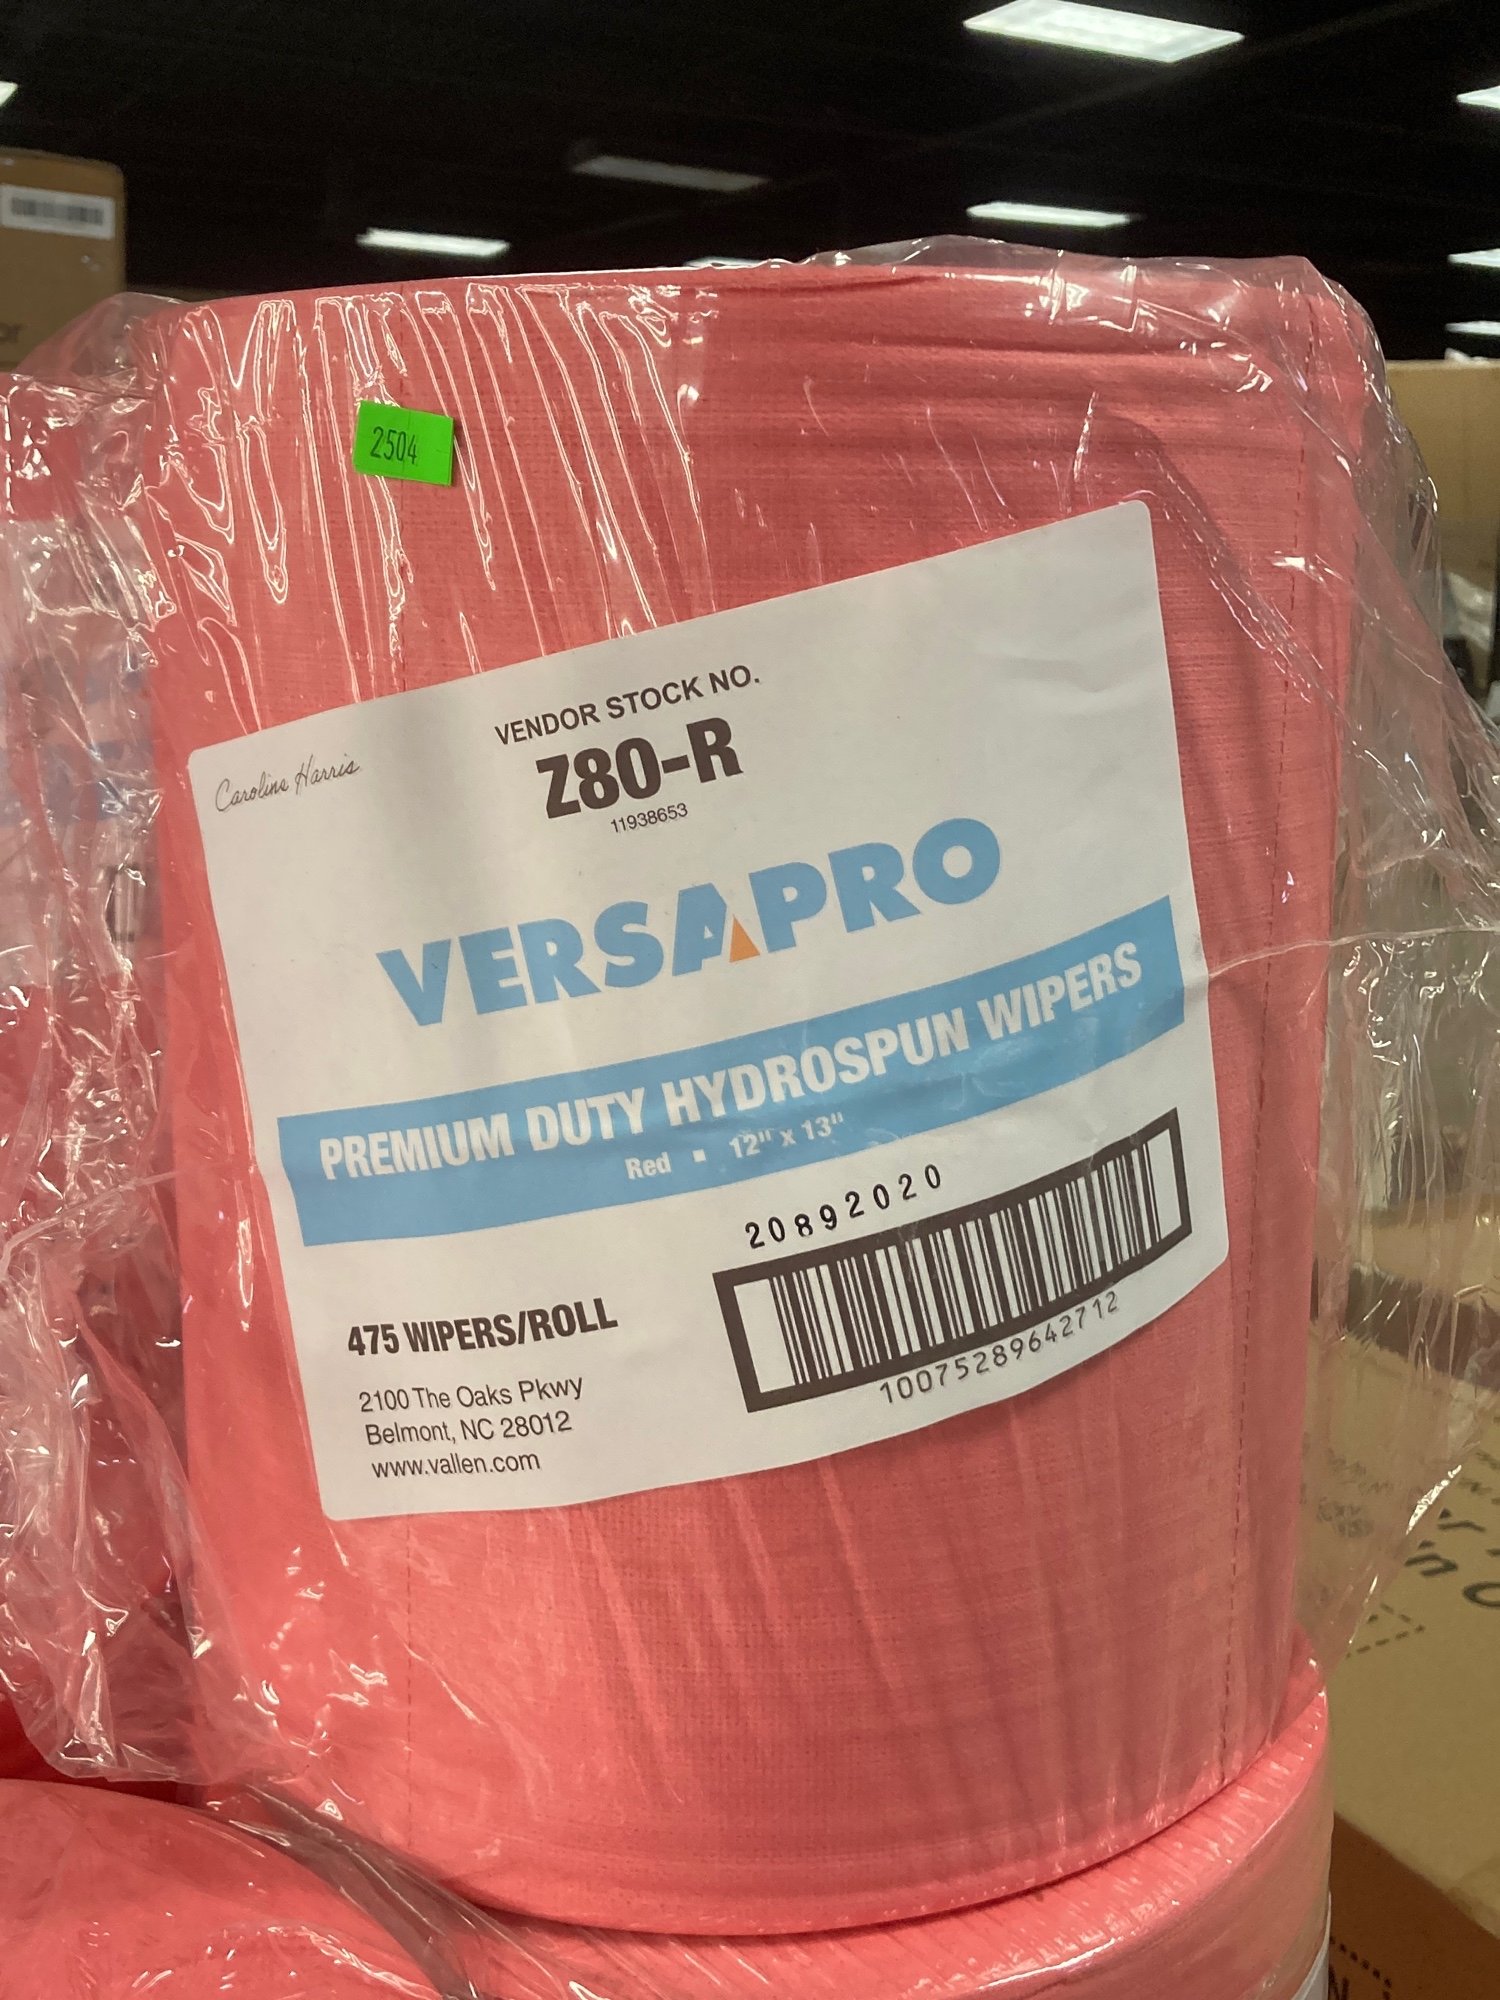 2504
Caroline Harris
VENDOR STOCK NO.
Z80-R
11938653
VERSAPRO
PREMIUM DUTY HYDROSPUN WIPERS
Red ▪ 12" x 13"
20892020
475 WIPERS/ROLL
10075289642712
2100 The Oaks Pkwy
Belmont, NC 28012
www.vallen.com